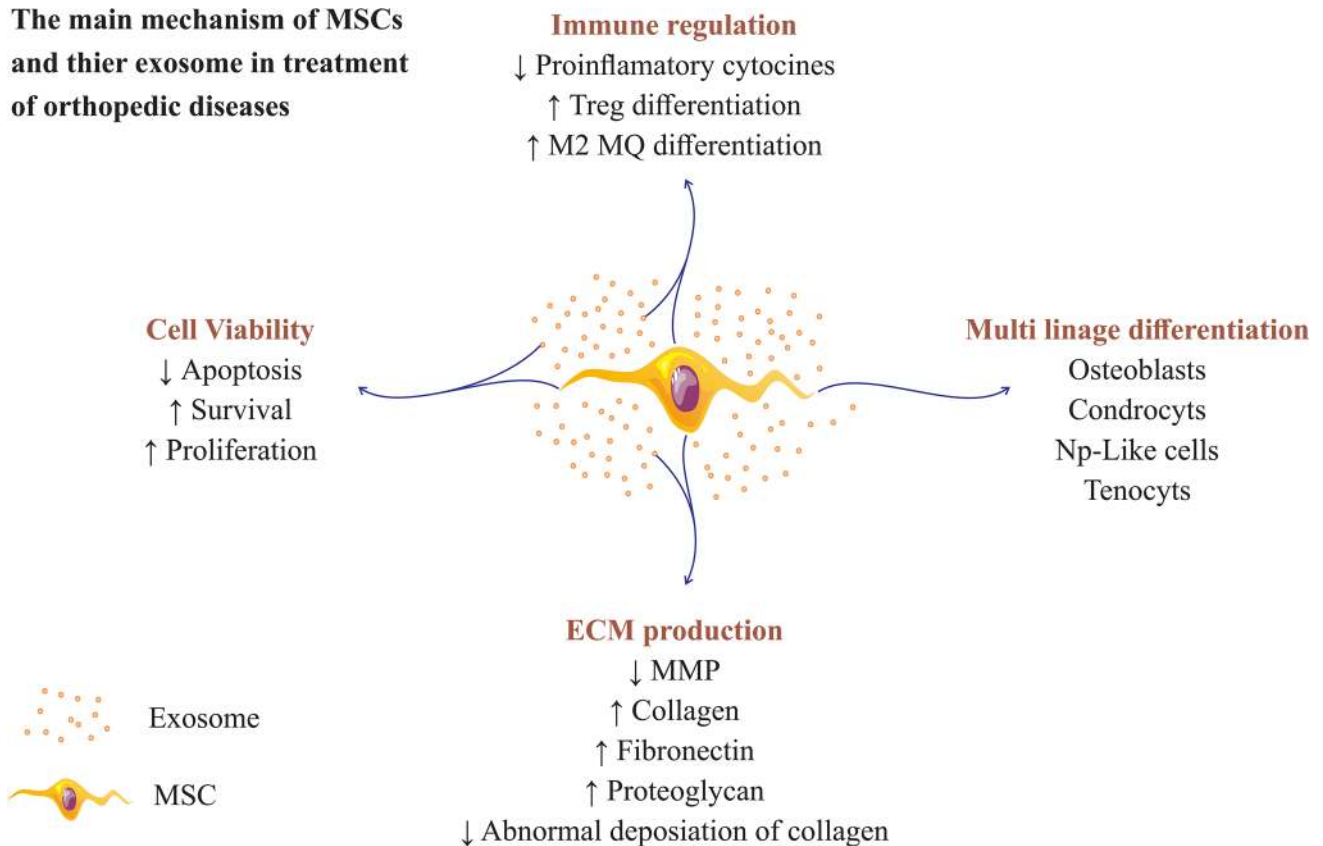 The main mechanism of MSCs
and thier exosome in treatment
of orthopedic diseases
Immune regulation
↓ Proinflamatory cytocines
↑ Treg differentiation
↑ M2 MQ differentiation
Cell Viability
↓ Apoptosis
↑ Survival
↑ Proliferation
Multi linage differentiation
Osteoblasts
Condrocyts
Np-Like cells
Tenocyts
ECM production
↓ MMP
↑ Collagen
↑ Fibronectin
↑ Proteoglycan
↓ Abnormal deposiation of collagen
Exosome
MSC